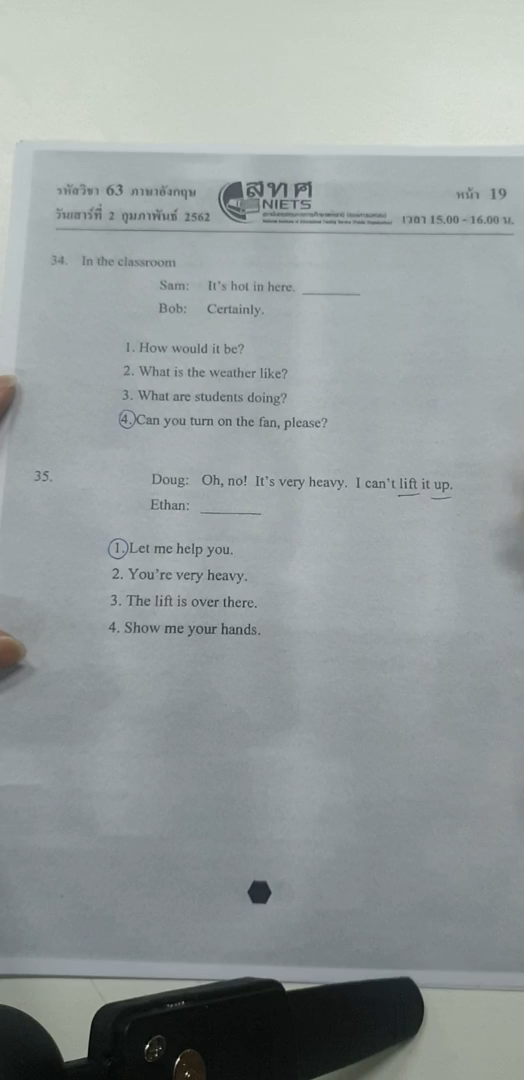 รหัสวิชา 63 ภาษาอังกฤษ
วันเสาร์ที่ 2 กุมภาพันธ์ 2562
สทศ
NIETS
หน้า 19
เวลา 15.00 - 16.00 น.
34. In the classroom
Sam: It's hot in here. ________
Bob: Certainly.
1. How would it be?
2. What is the weather like?
3. What are students doing?
4. Can you turn on the fan, please?
35. Doug: Oh, no! It's very heavy. I can't lift it up.
Ethan: ________
1. Let me help you.
2. You're very heavy.
3. The lift is over there.
4. Show me your hands.